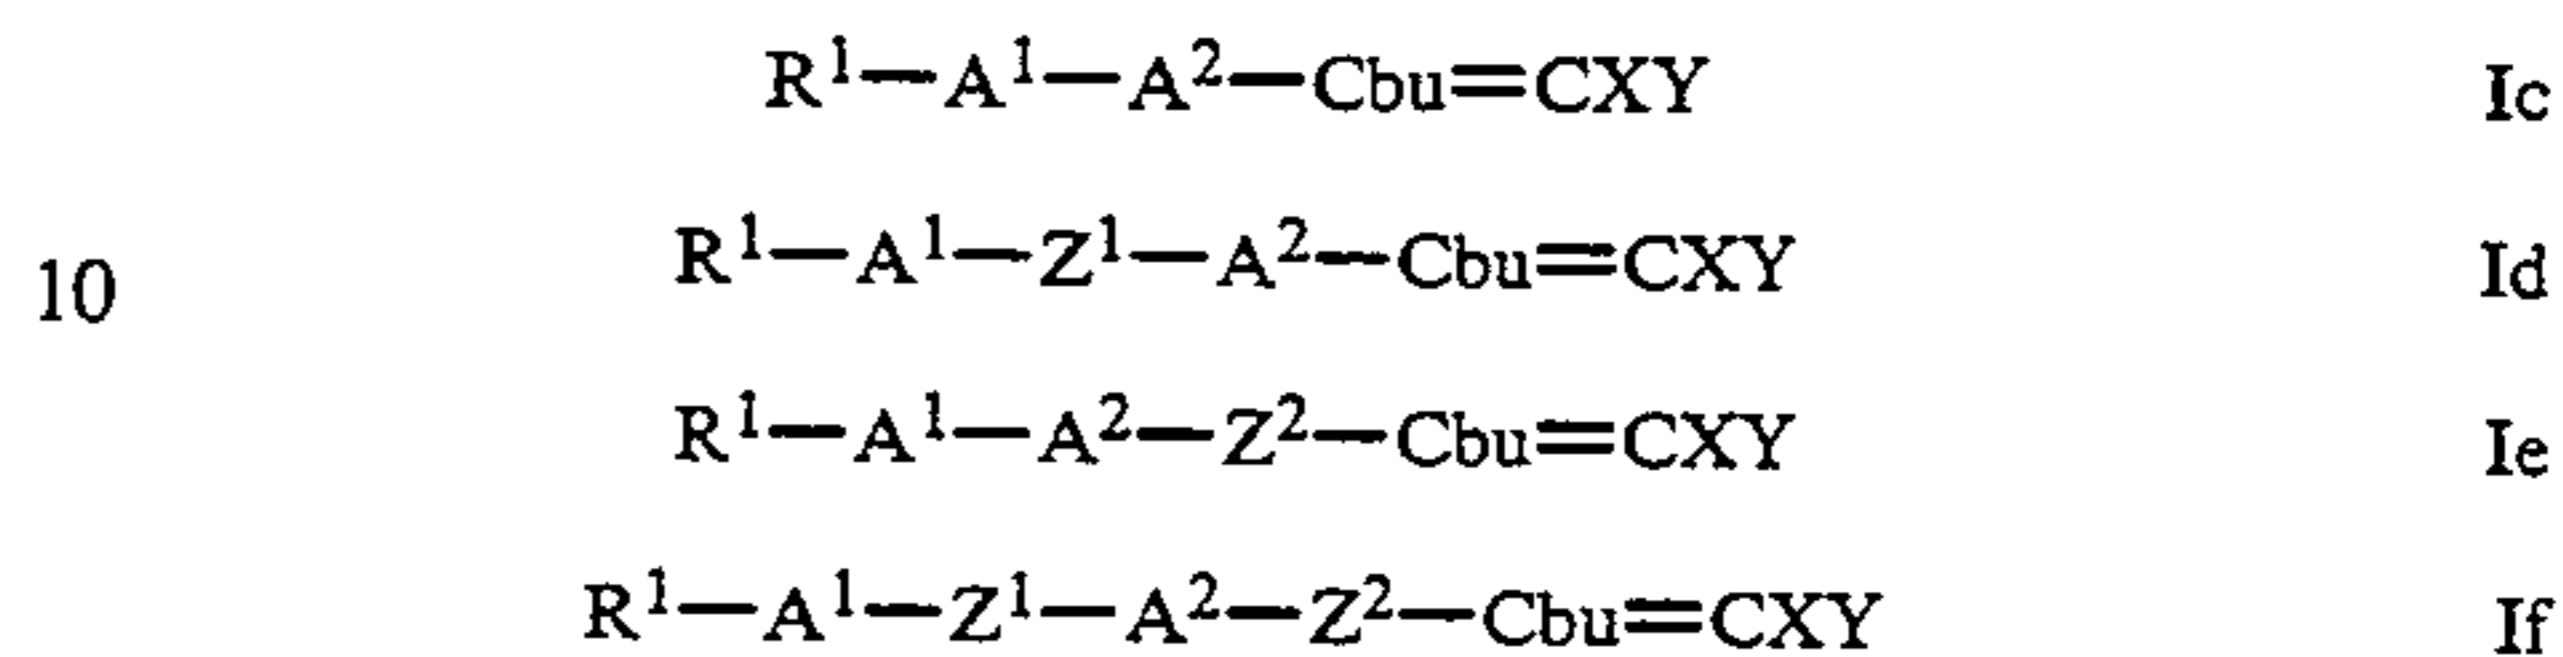 R¹—A¹—A²—Cbu=CXY Ic
10 R¹—A¹—Z¹—A²—Cbu=CXY Id
R¹—A¹—A²—Z²—Cbu=CXY Ie
R¹—A¹—Z¹—A²—Z²—Cbu=CXY If